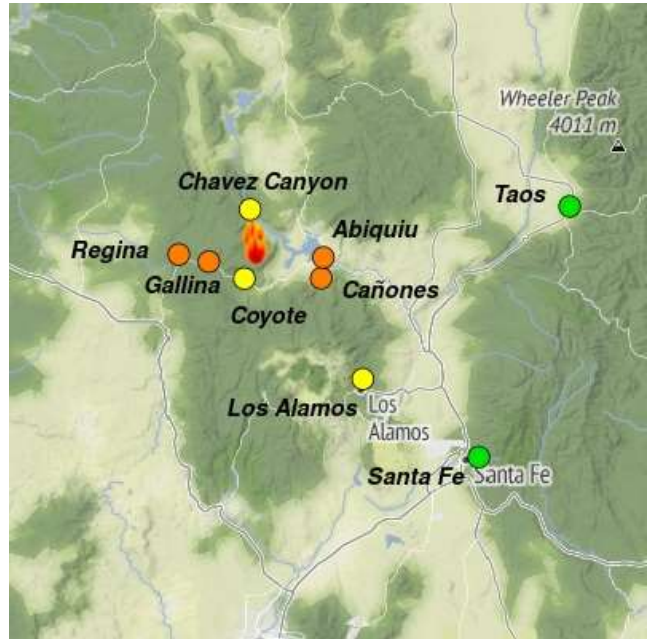 Wheeler Peak
4011 m
Chavez Canyon
Taos
Regina
Abiquiu
Gallina
Cañones
Coyote
Los Alamos
Los
Alamos
Santa Fe
Santa Fe